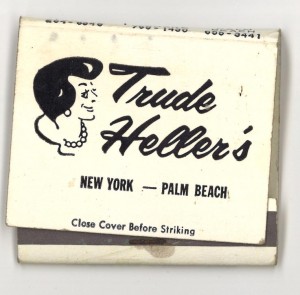 Trude
Heller's
NEW YORK — PALM BEACH
Close Cover Before Striking